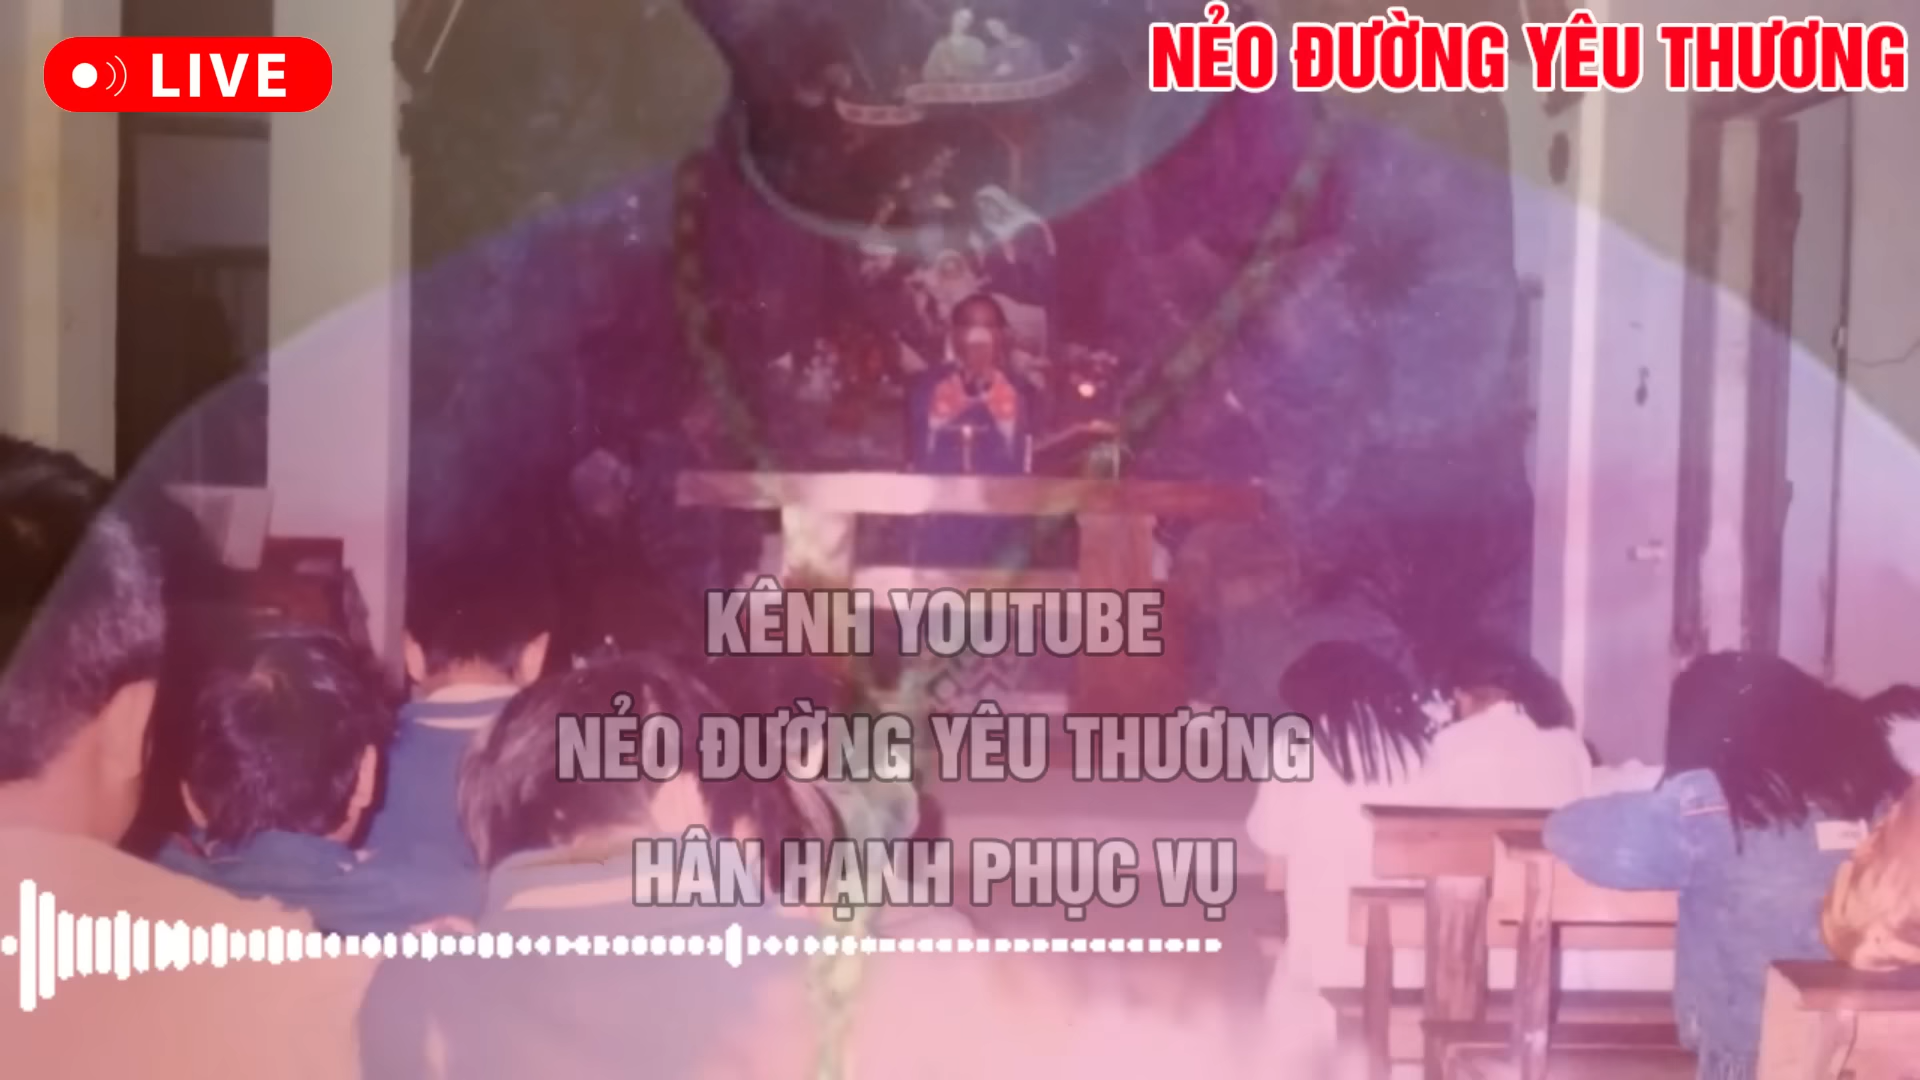 LIVE
NẺO ĐƯỜNG YÊU THƯƠNG
KÊNH YOUTUBE
NẺO ĐƯỜNG YÊU THƯƠNG
HÂN HẠNH PHỤC VỤ